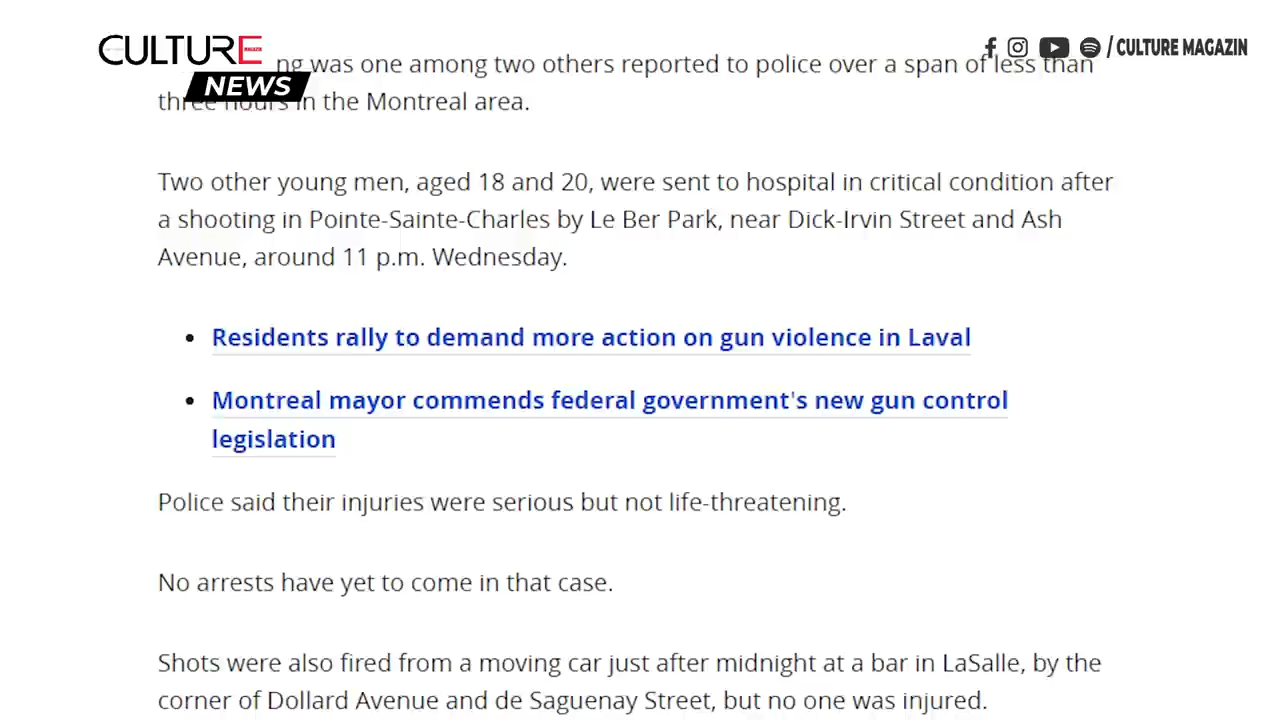 CULTURE
MAGAZIN
NEWS
/ CULTURE MAGAZIN
ng was one among two others reported to police over a span of less than
three hours in the Montreal area.
Two other young men, aged 18 and 20, were sent to hospital in critical condition after
a shooting in Pointe-Sainte-Charles by Le Ber Park, near Dick-Irvin Street and Ash
Avenue, around 11 p.m. Wednesday.
• Residents rally to demand more action on gun violence in Laval
• Montreal mayor commends federal government's new gun control
legislation
Police said their injuries were serious but not life-threatening.
No arrests have yet to come in that case.
Shots were also fired from a moving car just after midnight at a bar in LaSalle, by the
corner of Dollard Avenue and de Saguenay Street, but no one was injured.